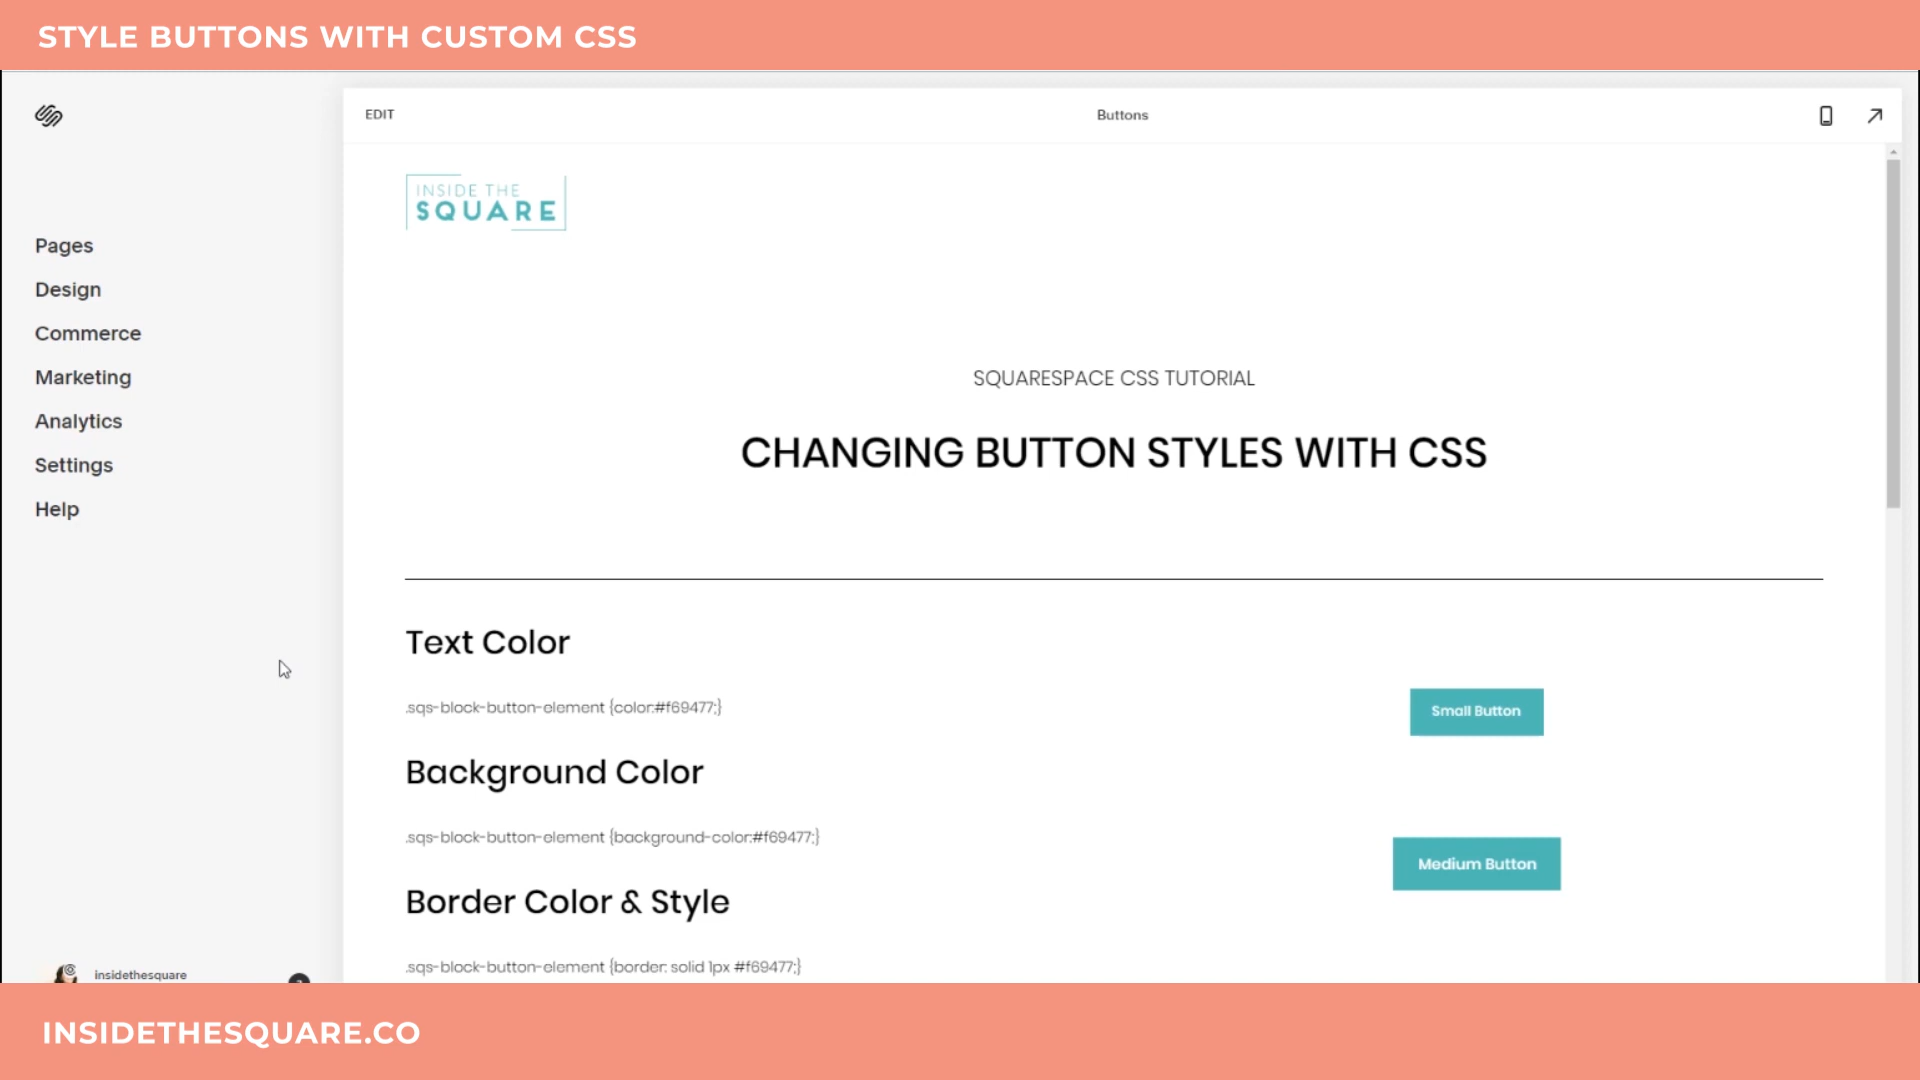 STYLE BUTTONS WITH CUSTOM CSS
EDIT
Buttons
Pages
Design
Commerce
Marketing
Analytics
Settings
Help
insidethesquare
INSIDE THE
SQUARE
SQUARESPACE CSS TUTORIAL
CHANGING BUTTON STYLES WITH CSS
Text Color
.sqs-block-button-element {color:#f69477;}
Small Button
Background Color
.sqs-block-button-element {background-color:#f69477;}
Medium Button
Border Color & Style
.sqs-block-button-element {border: solid 1px #f69477;}
INSIDETHESQUARE.CO